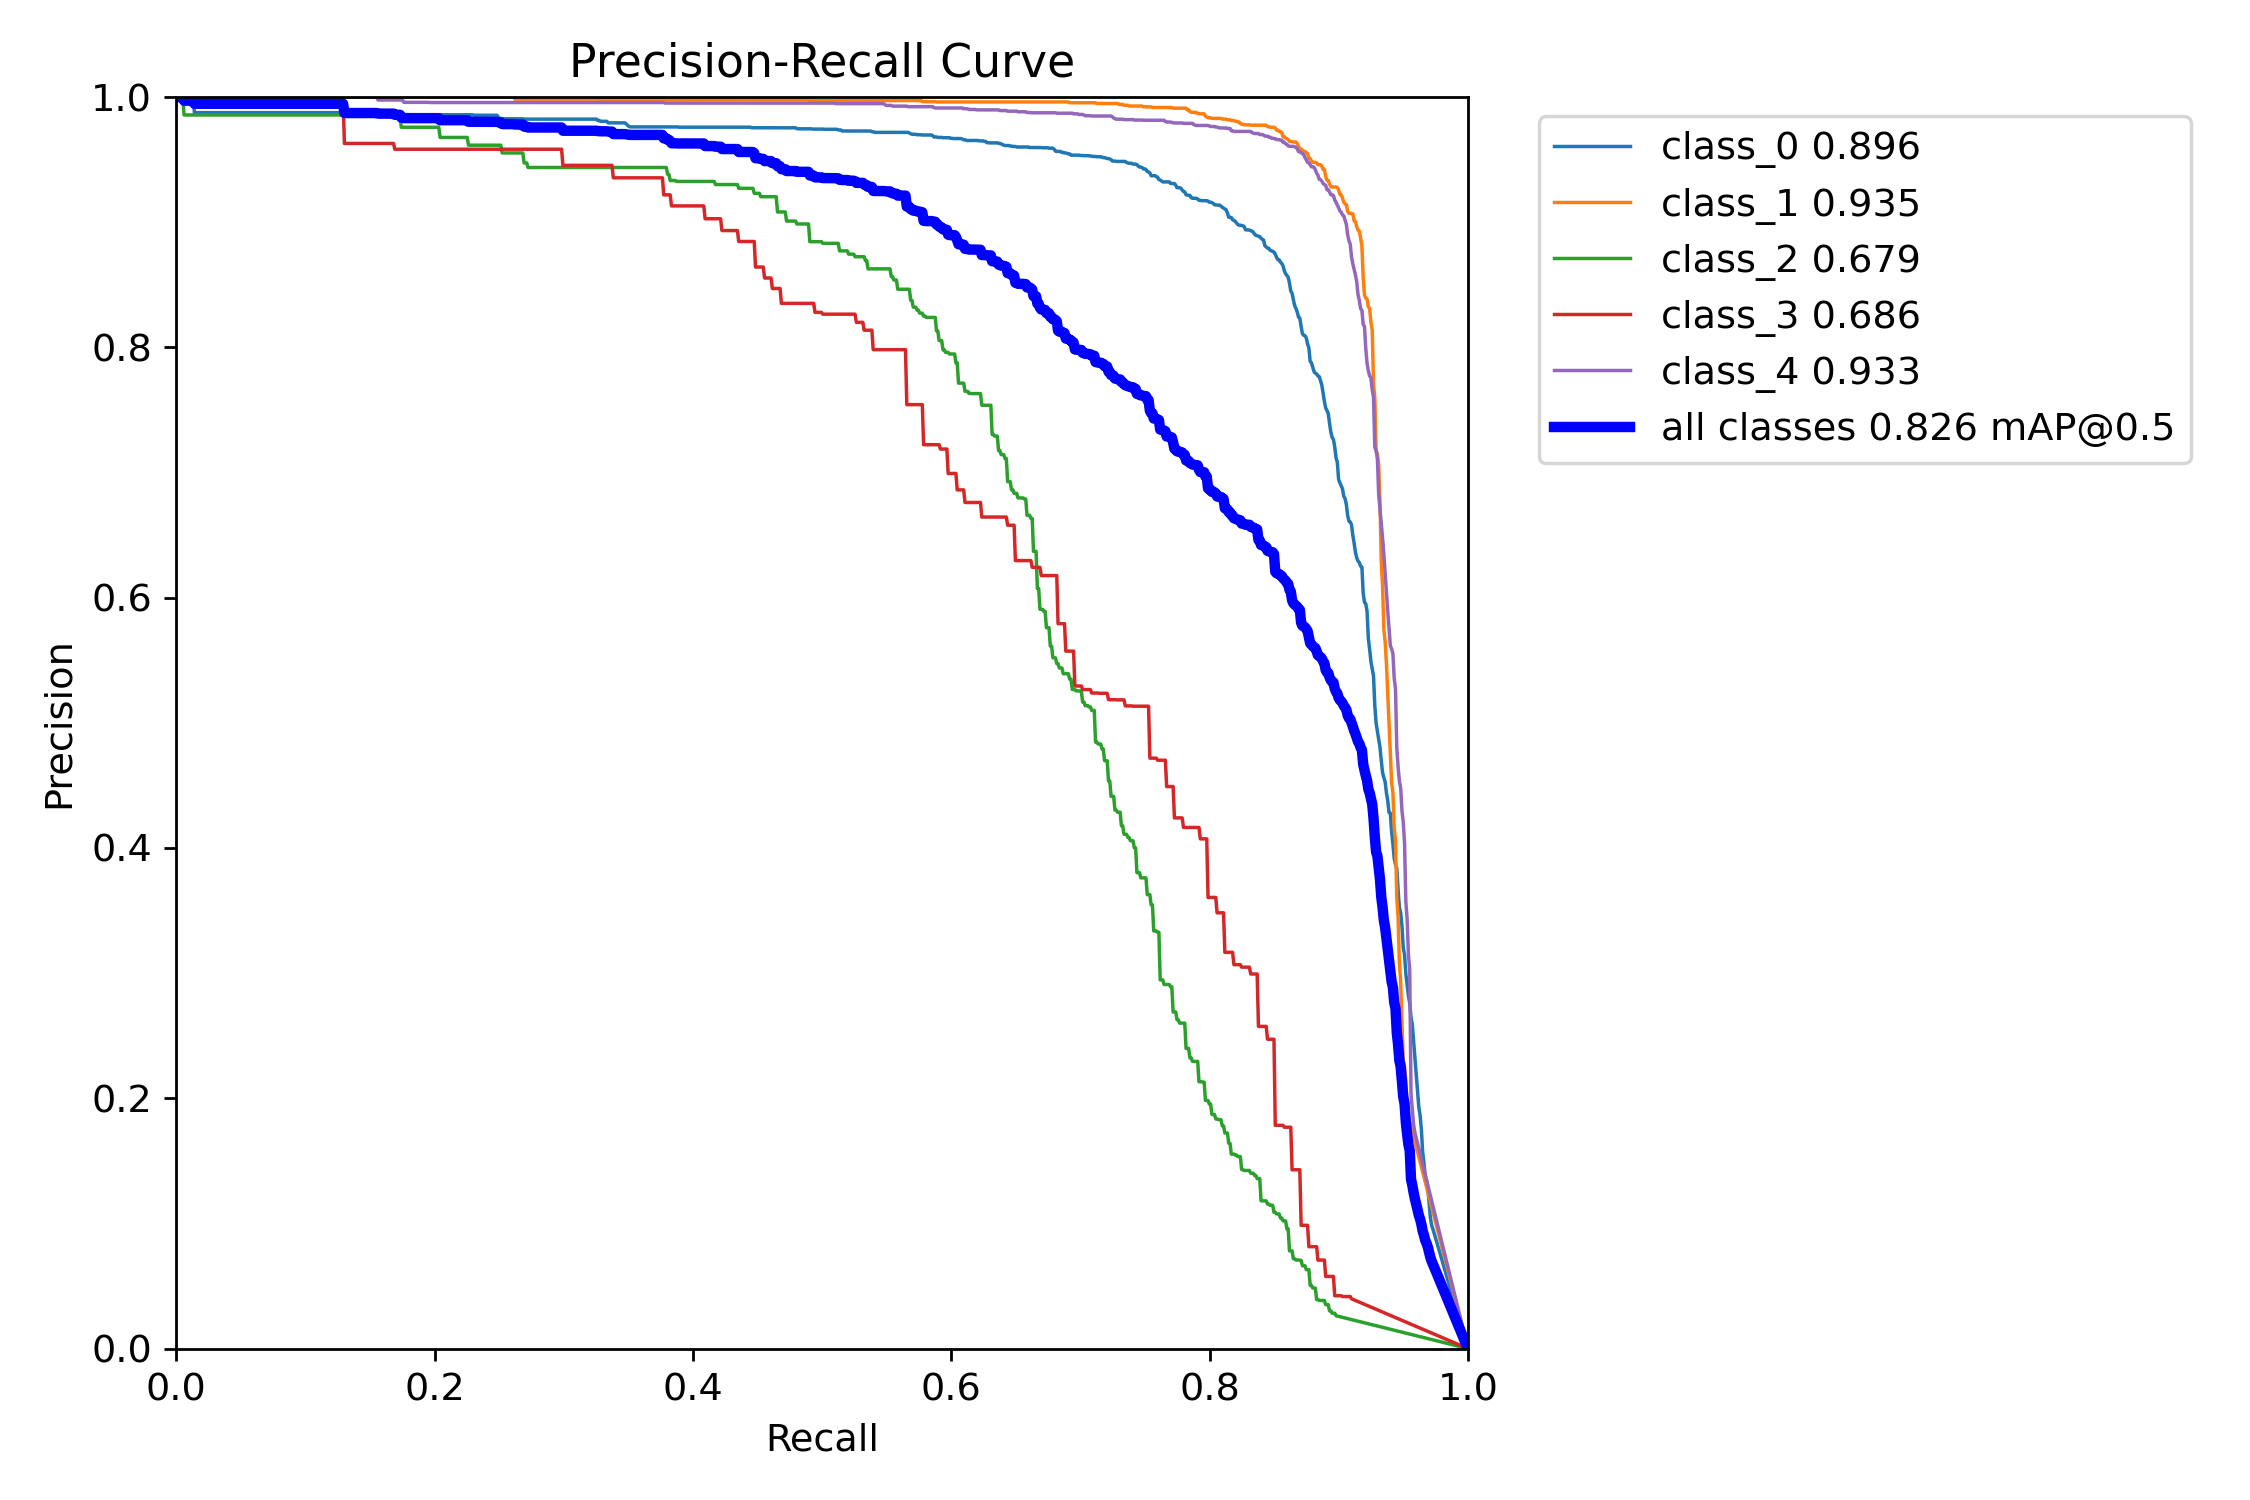 Precision-Recall Curve
1.0
0.8
0.6
0.4
0.2
0.0
Precision
0.0 0.2 0.4 0.6 0.8 1.0
Recall
class_0 0.896
class_1 0.935
class_2 0.679
class_3 0.686
class_4 0.933
all classes 0.826 mAP@0.5